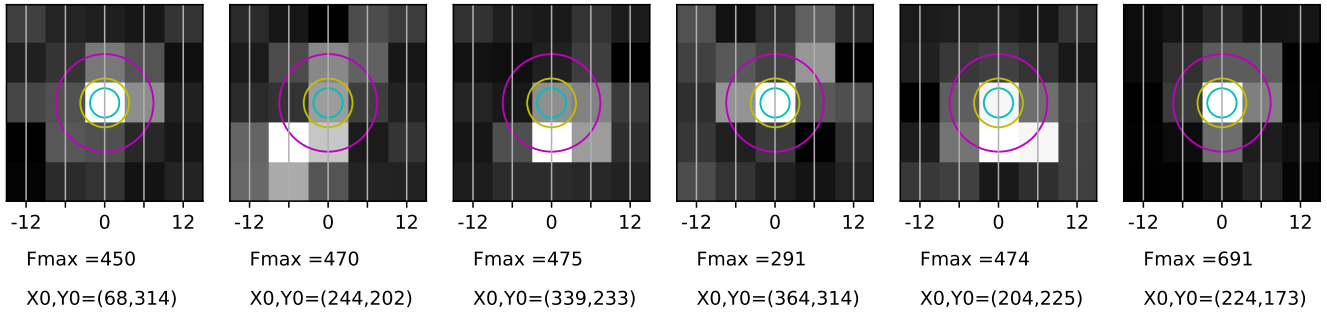 -12 0 12 -12 0 12 -12 0 12 -12 0 12 -12 0 12 -12 0 12
Fmax =450 Fmax =470 Fmax =475 Fmax =291 Fmax =474 Fmax =691
X0,Y0=(68,314) X0,Y0=(244,202) X0,Y0=(339,233) X0,Y0=(364,314) X0,Y0=(204,225) X0,Y0=(224,173)